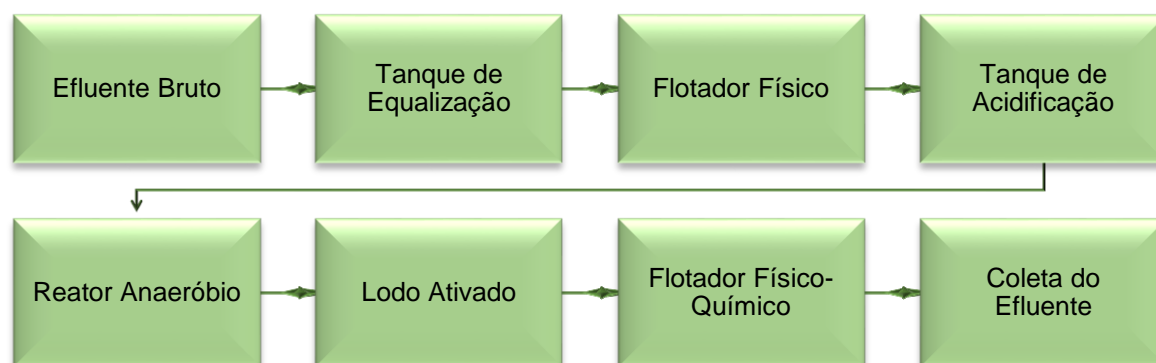 Efluente Bruto
Tanque de
Equalização
Flotador Físico
Tanque de
Acidificação
Reator Anaeróbio
Lodo Ativado
Flotador Físico-
Químico
Coleta do
Efluente